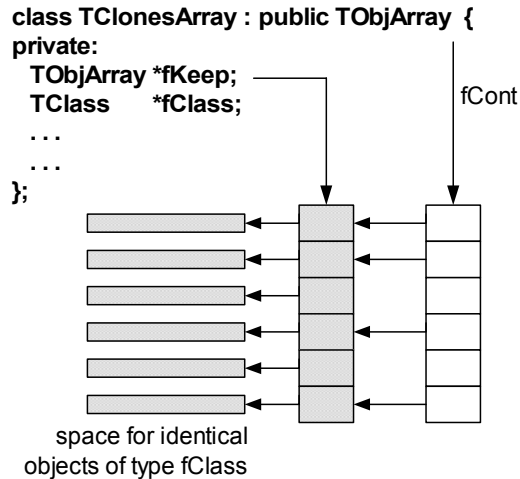 class TClonesArray : public TObjArray {
private:
TObjArray *fKeep;
TClass *fClass;
. . .
. . .
};
fCont
space for identical
objects of type fClass